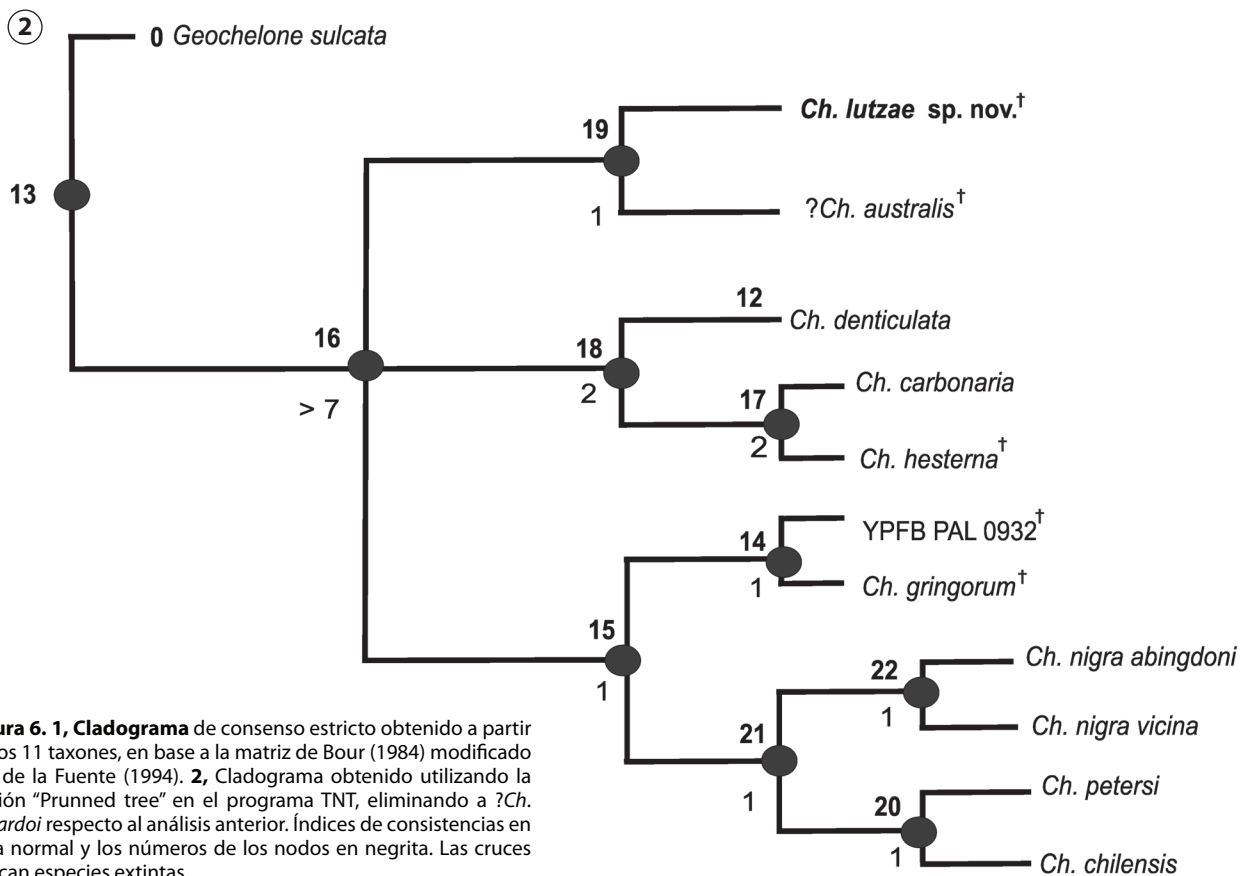 2
0 Geochelone sulcata
Ch. lutzae sp. nov.†
19
13
1
?Ch. australis†
12
Ch. denticulata
16
18
> 7
2
17
Ch. carbonaria
2
Ch. hesterna†
YPFB PAL 0932†
14
1
Ch. gringorum†
15
1
22
Ch. nigra abingdoni
1
Ch. nigra vicina
21
1
Ch. petersi
20
1
Ch. chilensis
ura 6. 1, Cladograma de consenso estricto obtenido a partir
os 11 taxones, en base a la matriz de Bour (1984) modificado
de la Fuente (1994). 2, Cladograma obtenido utilizando la
ión “Prunned tree” en el programa TNT, eliminando a ?Ch.
ardoi respecto al análisis anterior. Índices de consistencias en
a normal y los números de los nodos en negrita. Las cruces
can especies extintas